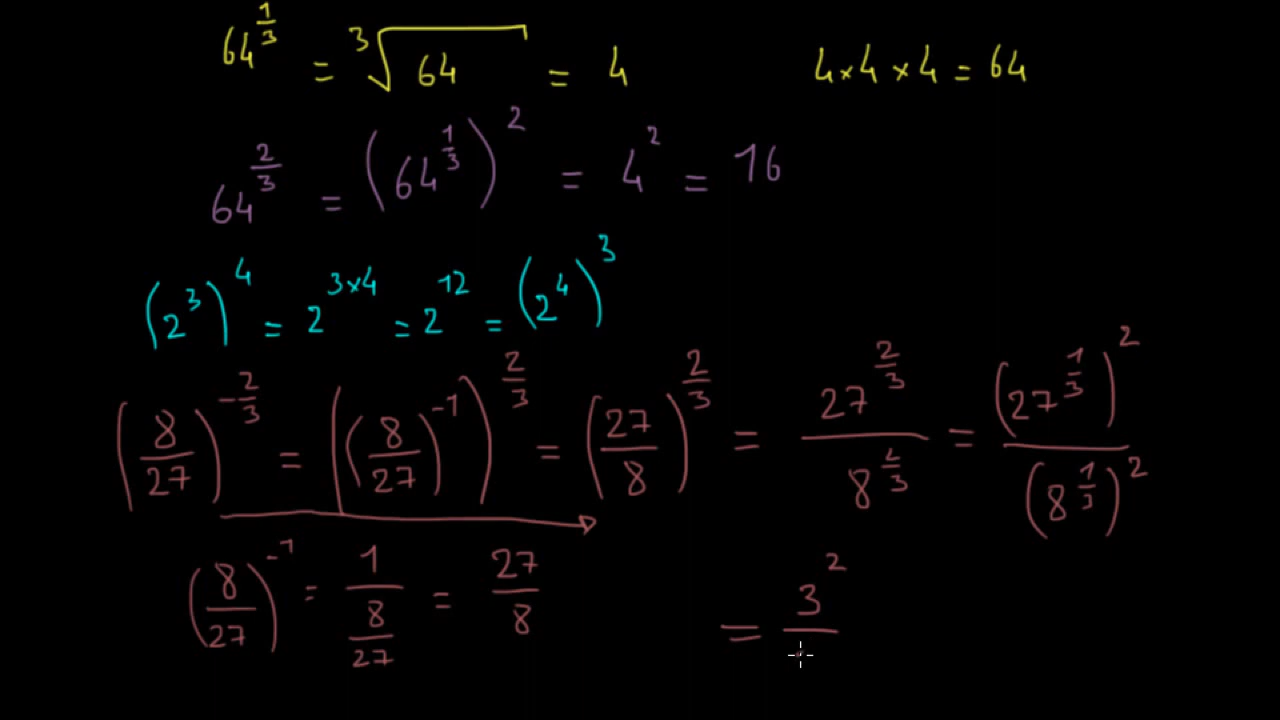 64^{1/3} = ∛64 = 4    4×4×4 = 64
64^{2/3} = (64^{1/3})^2 = 4^2 = 16
(2^3)^4 = 2^{3×4} = 2^{12} = (2^4)^3
(8/27)^{-2/3} = ((8/27)^{-1})^{2/3} = (27/8)^{2/3} = 27^{2/3}/8^{2/3} = (27^{1/3})^2/(8^{1/3})^2
(8/27)^{-1} = 1/(8/27) = 27/8    = 3^2/